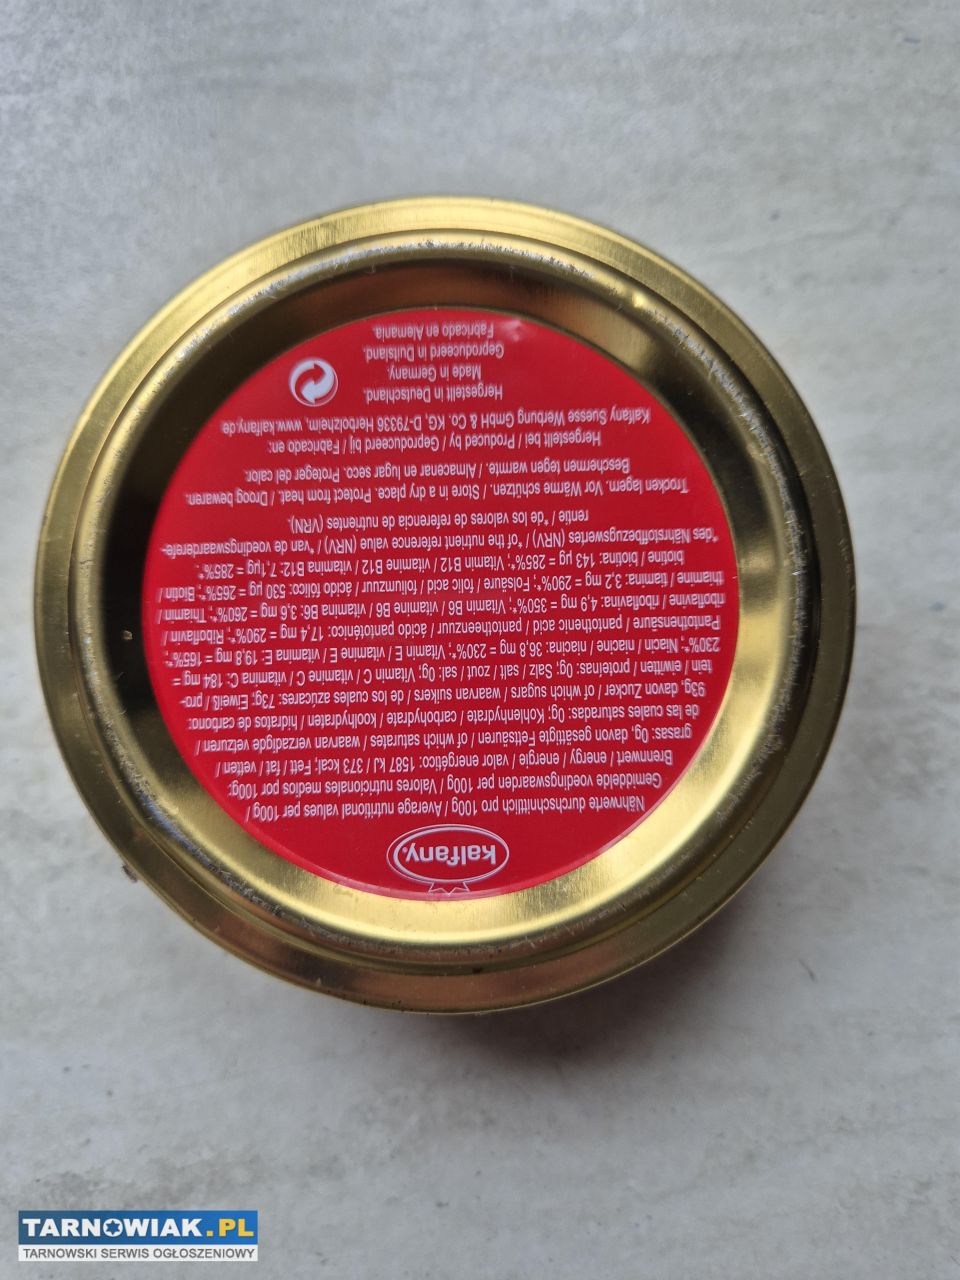 kalfany.
Nährwerte durchschnittlich pro 100g / Average nutritional values per 100g /
Gemiddelde voedingswaarden per 100g / Valores nutricionales medios por 100g:
Brennwert / energy / energie / valor energético: 1587 kJ / 373 kcal; Fett / fat / vetten /
grasas: 0g, davon gesättigte Fettsäuren / of which saturates / waarvan verzadigde vetzuren /
de las cuales saturadas: 0g; Kohlenhydrate / carbohydrate / koolhydraten / hidratos de carbono:
93g, davon Zucker / of which sugars / waarvan suikers / de los cuales azúcares: 73g; Eiweiß / pro-
tein / eiwitten / proteínas: 0g; Salz / salt / zout / sal: 0g; Vitamin C / vitamine C / vitamina C: 184 mg =
230%*; Niacin / niacine / niacina: 36,8 mg = 230%*; Vitamin E / vitamine E / vitamina E: 19,8 mg = 165%*;
Pantothensäure / pantothenic acid / pantotheenzuur / ácido pantoténico: 17,4 mg = 290%*; Riboflavin /
riboflavine / riboflavina: 4,9 mg = 350%*; Vitamin B6 / vitamine B6 / vitamina B6: 3,6 mg = 260%*; Thiamin /
thiamine / tiamina: 3,2 mg = 290%*; Folsäure / folic acid / foliumzuur / ácido fólico: 530 µg = 265%*; Biotin /
biotine / biotina: 143 µg = 285%*; Vitamin B12 / vitamine B12 / vitamina B12: 7,1µg = 285%*.
*des Nährstoffbezugswertes (NRV) / *of the nutrient reference value (NRV) / *van de voedingswaarderefe-
rentie / *de los valores de referencia de nutrientes (VRN).
Trocken lagern. Vor Wärme schützen. / Store in a dry place. Protect from heat. / Droog bewaren.
Beschermen tegen warmte. / Almacenar en lugar seco. Proteger del calor.
Hergestellt bei / Produced by / Geproduceerd bij / Fabricado en:
Kalfany Suesse Werbung GmbH & Co. KG, D-79336 Herbolzheim, www.kalfany.de
Hergestellt in Deutschland.
Made in Germany.
Geproduceerd in Duitsland.
Fabricado en Alemania.
TARNOWIAK.PL
TARNOWSKI SERWIS OGŁOSZENIOWY